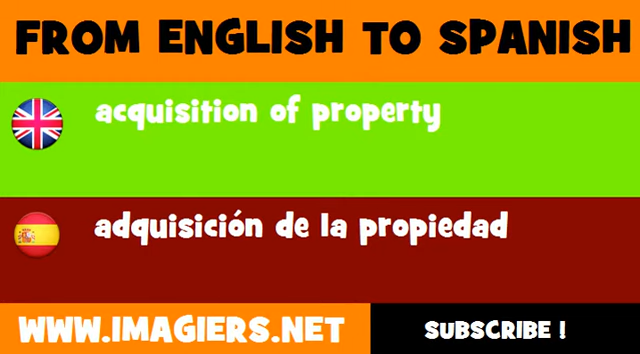 FROM ENGLISH TO SPANISH
acquisition of property
adquisición de la propiedad
WWW.IMAGIERS.NET
SUBSCRIBE !